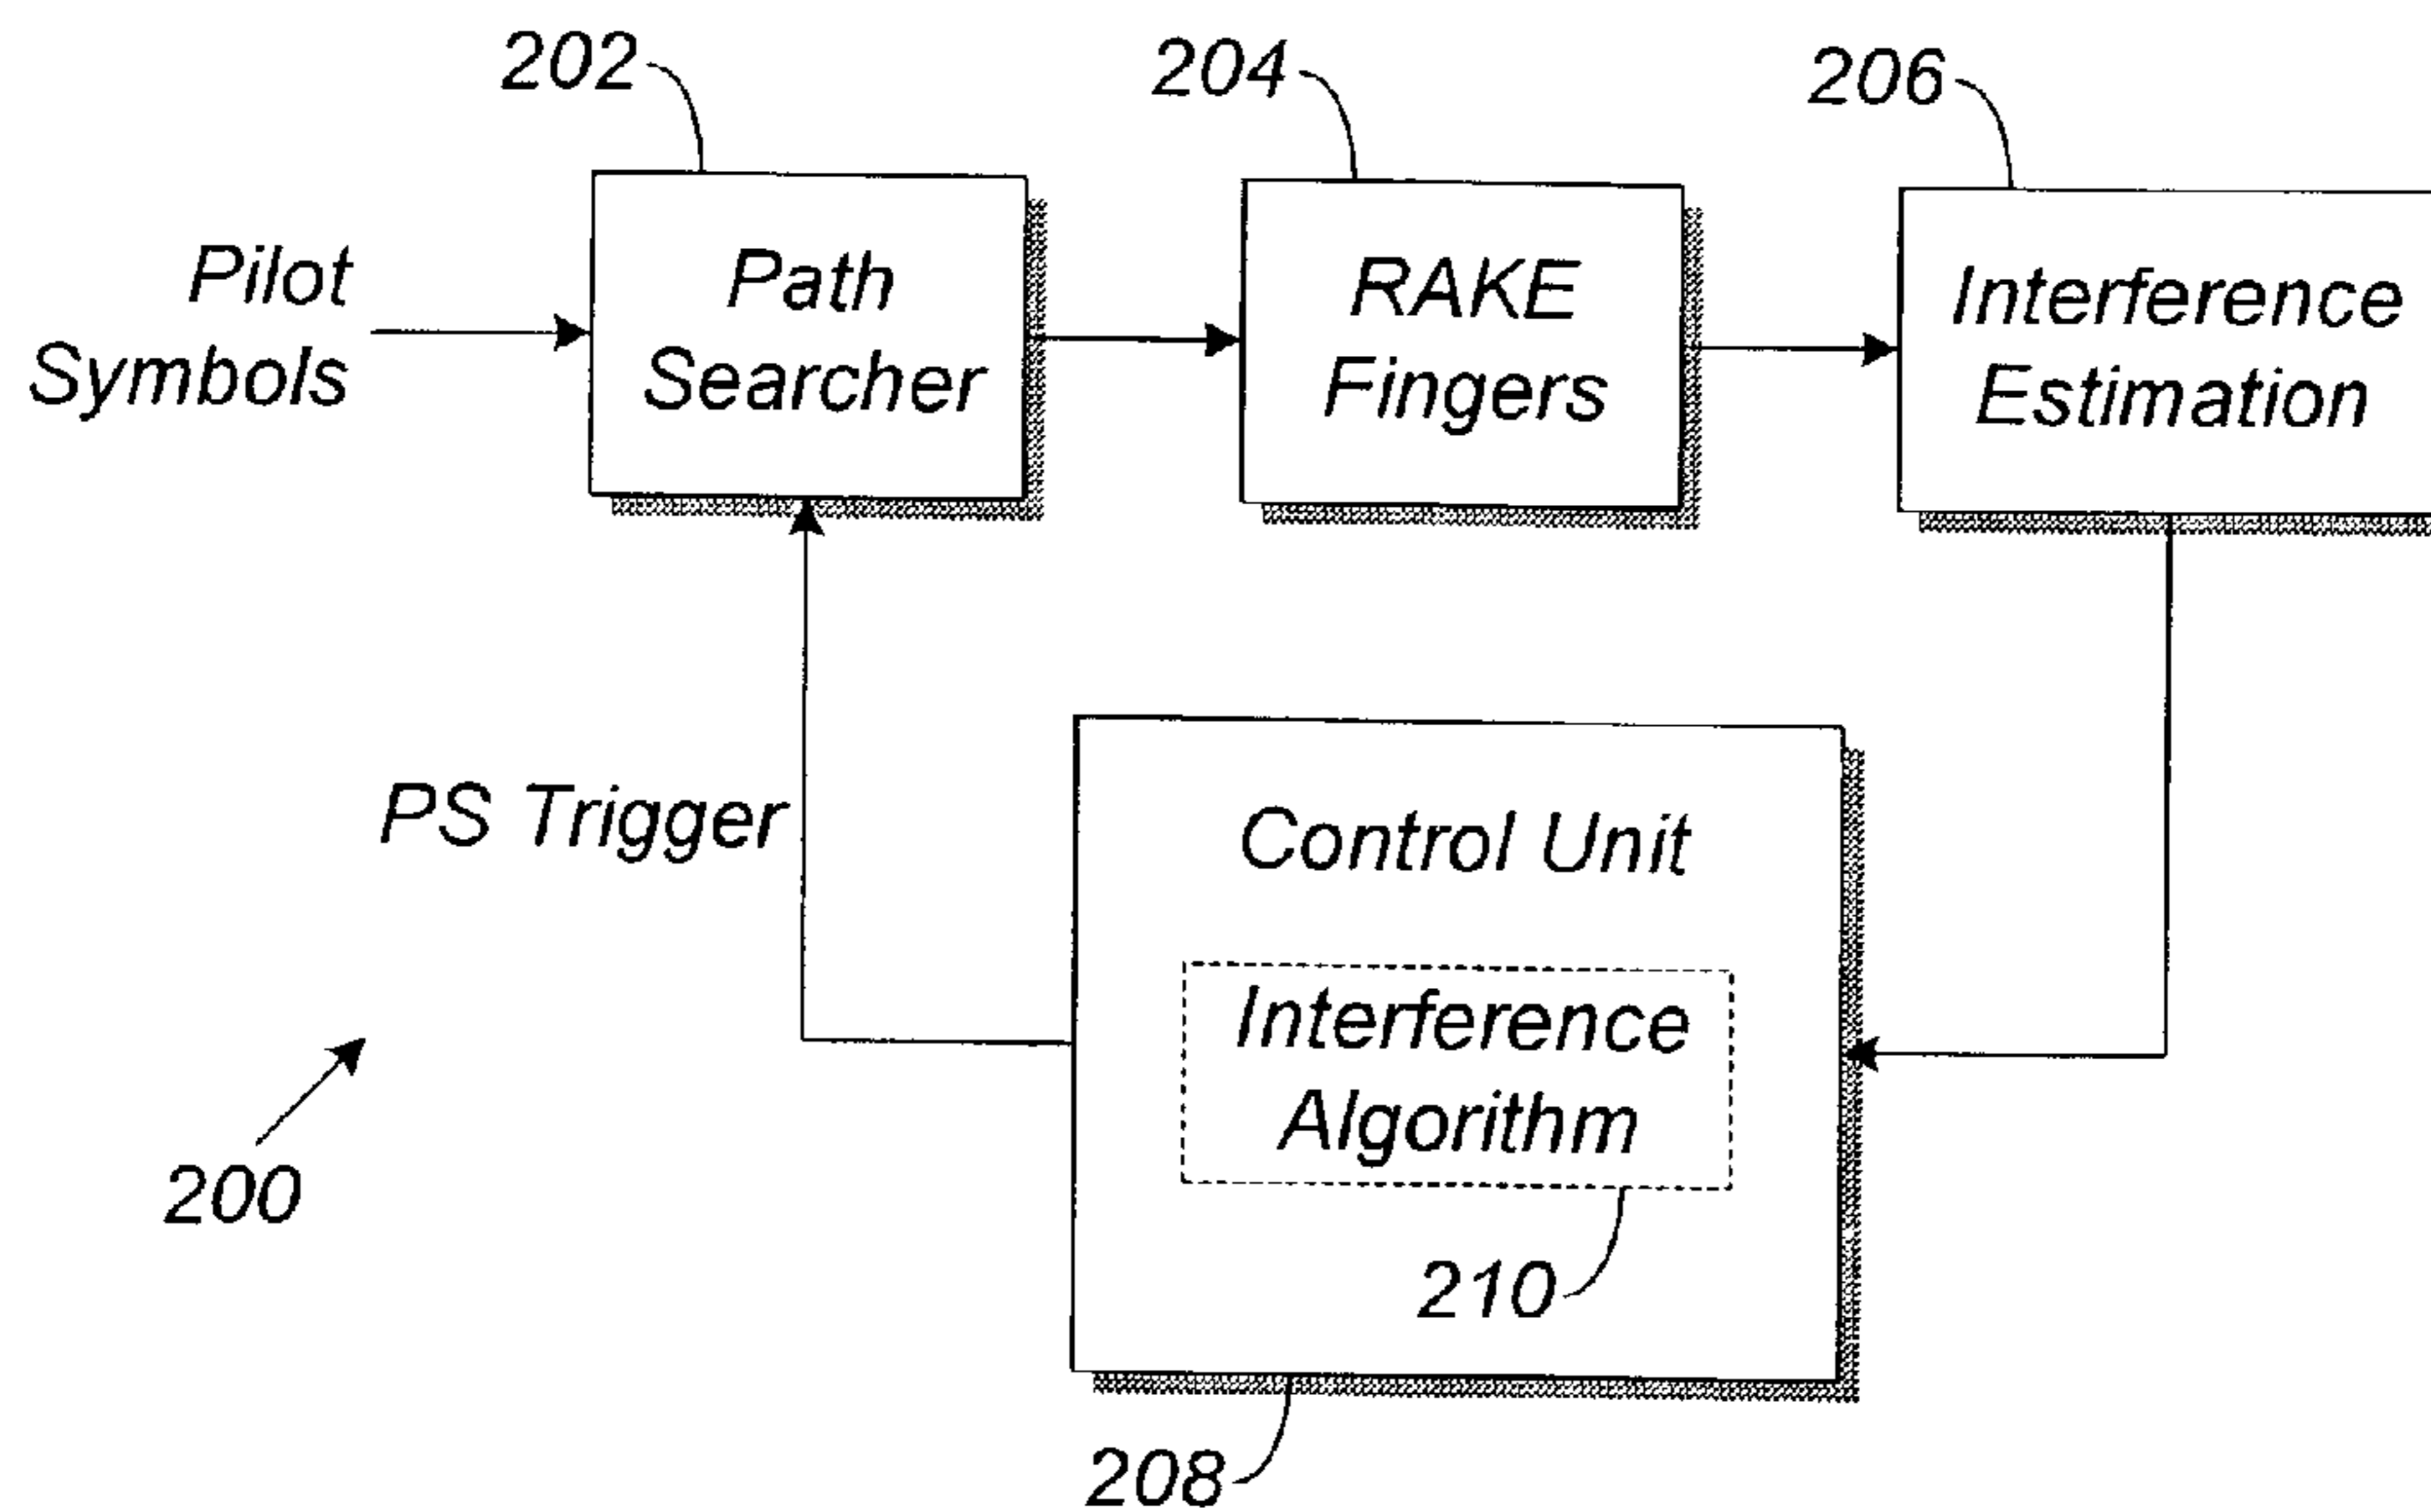 202
204
206
Pilot
Symbols
Path
Searcher
RAKE
Fingers
Interference
Estimation
PS Trigger
Control Unit
Interference
Algorithm
210
200
208